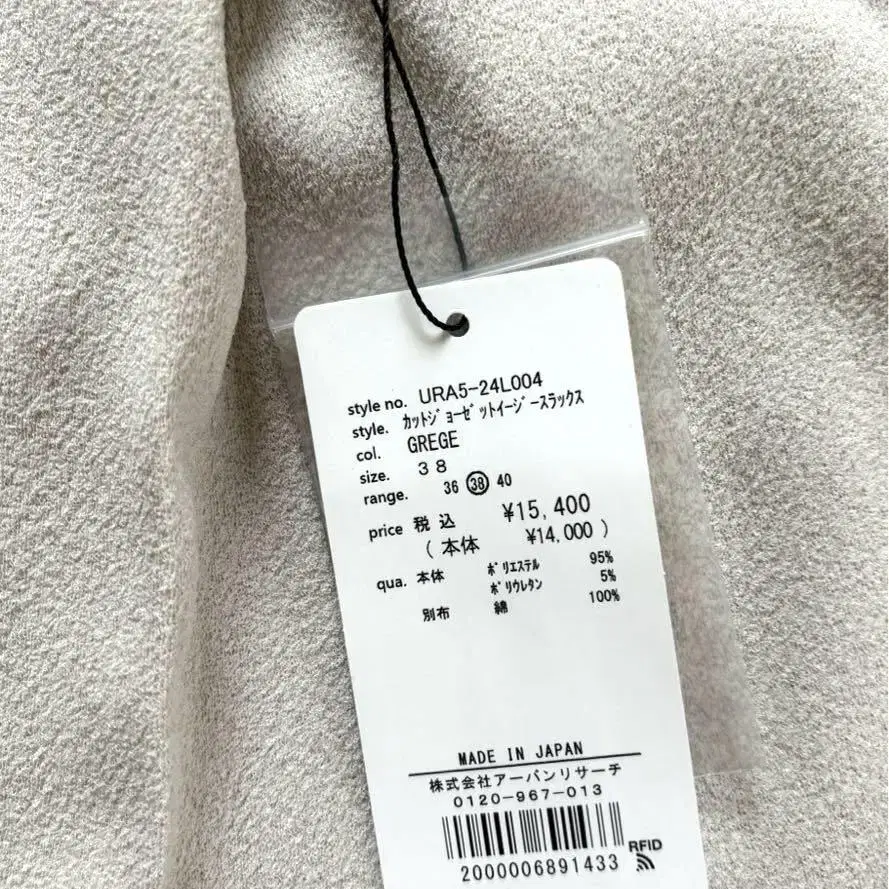 style no. URA5-24L004
style. ｶｯﾄｼﾞｮｰｾﾞｯﾄｲｰｼﾞｰｽﾗｯｸｽ
col. GREGE
size. 38
range. 36 ㊳ 40
price 税込 ¥15,400
(本体 ¥14,000)
qua. 本体 ﾎﾟﾘｴｽﾃﾙ 95%
ﾎﾟﾘｳﾚﾀﾝ 5%
別布 綿 100%
MADE IN JAPAN
株式会社アーバンリサーチ
0120-967-013
RFID
2000006891433